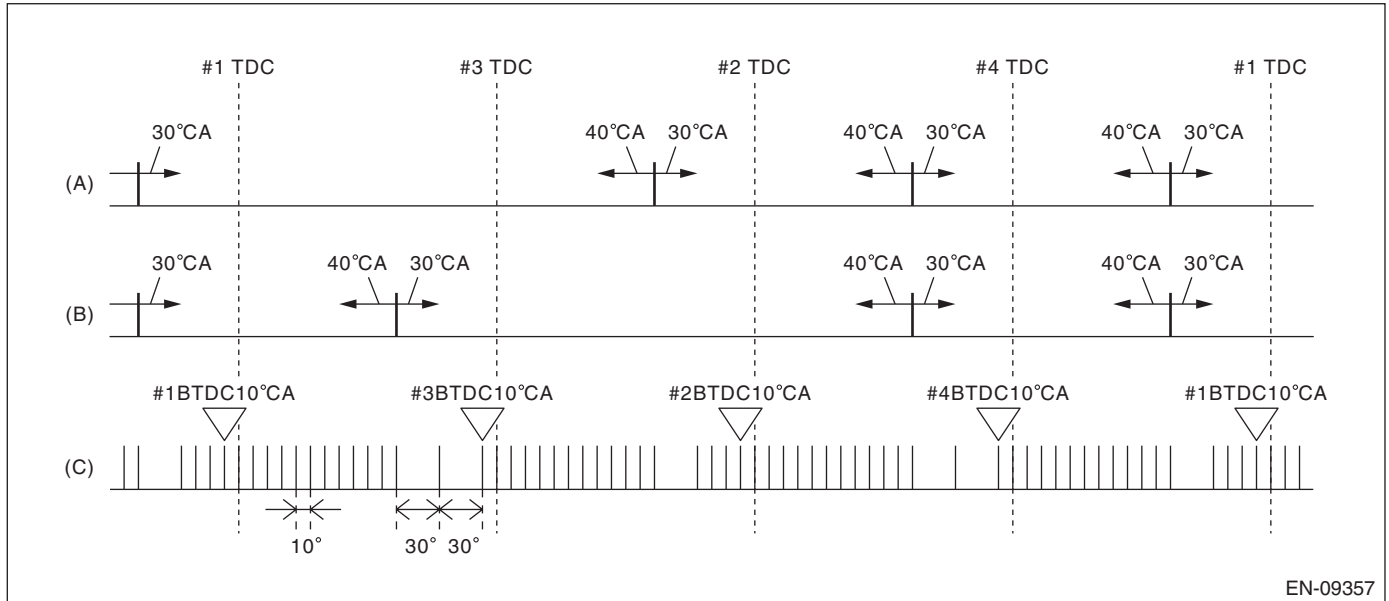 #1 TDC #3 TDC #2 TDC #4 TDC #1 TDC
30°CA 40°CA 30°CA 40°CA 30°CA 40°CA 30°CA
(A)
30°CA 40°CA 30°CA 40°CA 30°CA 40°CA 30°CA
(B)
#1BTDC10°CA #3BTDC10°CA #2BTDC10°CA #4BTDC10°CA #1BTDC10°CA
(C)
10° 30° 30°
EN-09357